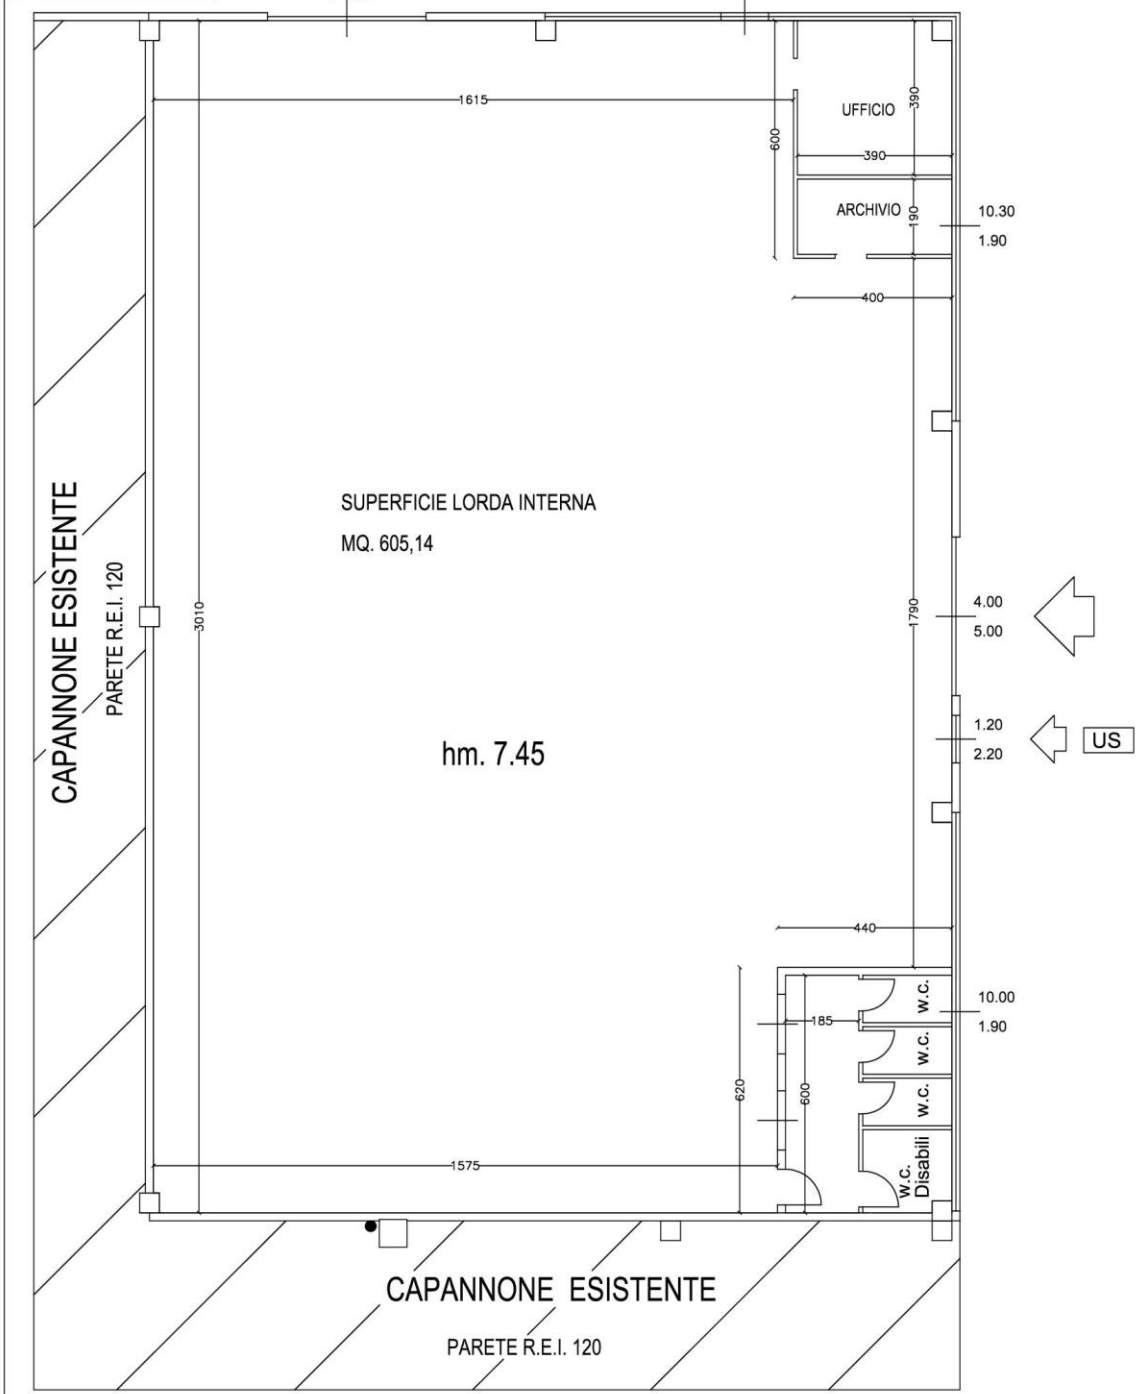 1615
600
UFFICIO
390
390
ARCHIVIO
190
10.30
1.90
400
SUPERFICIE LORDA INTERNA
MQ. 605,14
CAPANNONE ESISTENTE
PARETE R.E.I. 120
3010
1790
4.00
5.00
hm. 7.45
1.20
2.20
US
440
10.00
1.90
185
w.c.
w.c.
w.c.
620
600
w.c.
Disabili
1575
CAPANNONE ESISTENTE
PARETE R.E.I. 120